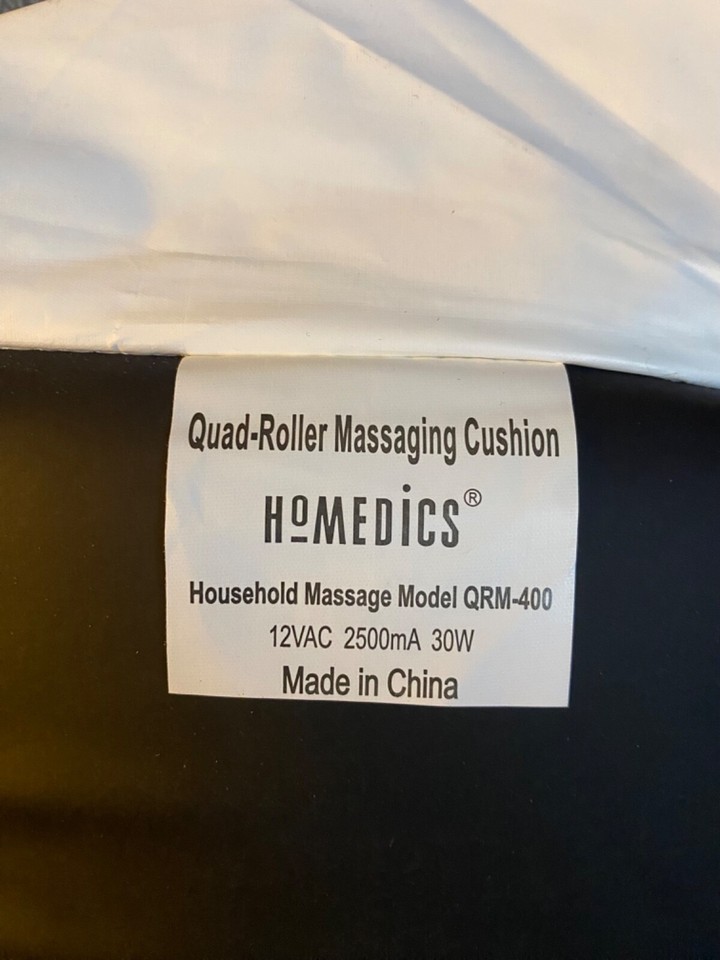 Quad-Roller Massaging Cushion
HoMEDiCS®
Household Massage Model QRM-400
12VAC 2500mA 30W
Made in China